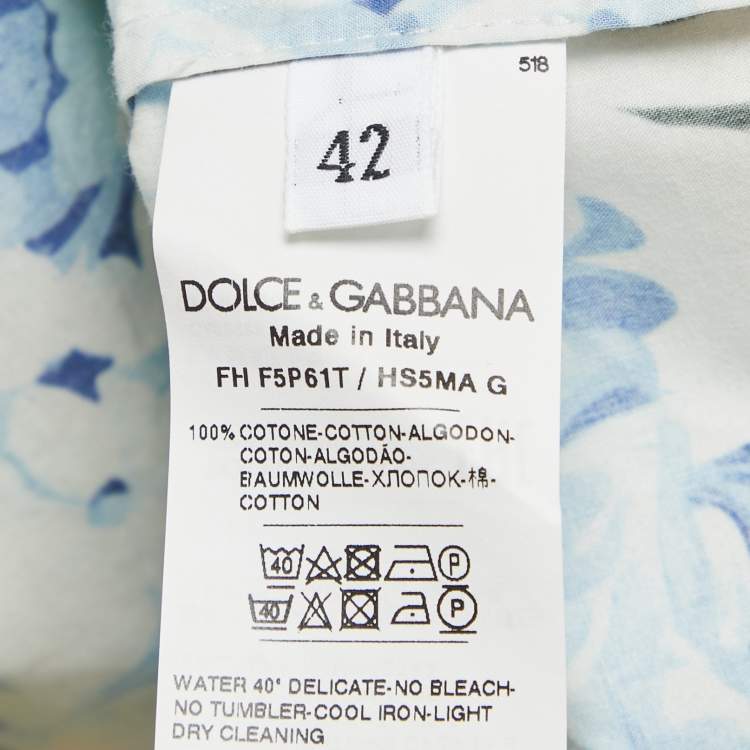 518
42
DOLCE & GABBANA
Made in Italy
FH F5P61T / HS5MA G
100% COTONE-COTTON-ALGODON-
COTON-ALGODÃO-
BAUMWOLLE-ХЛОПОК-棉-
COTTON
40 P
40 P
WATER 40° DELICATE-NO BLEACH-
NO TUMBLER-COOL IRON-LIGHT
DRY CLEANING